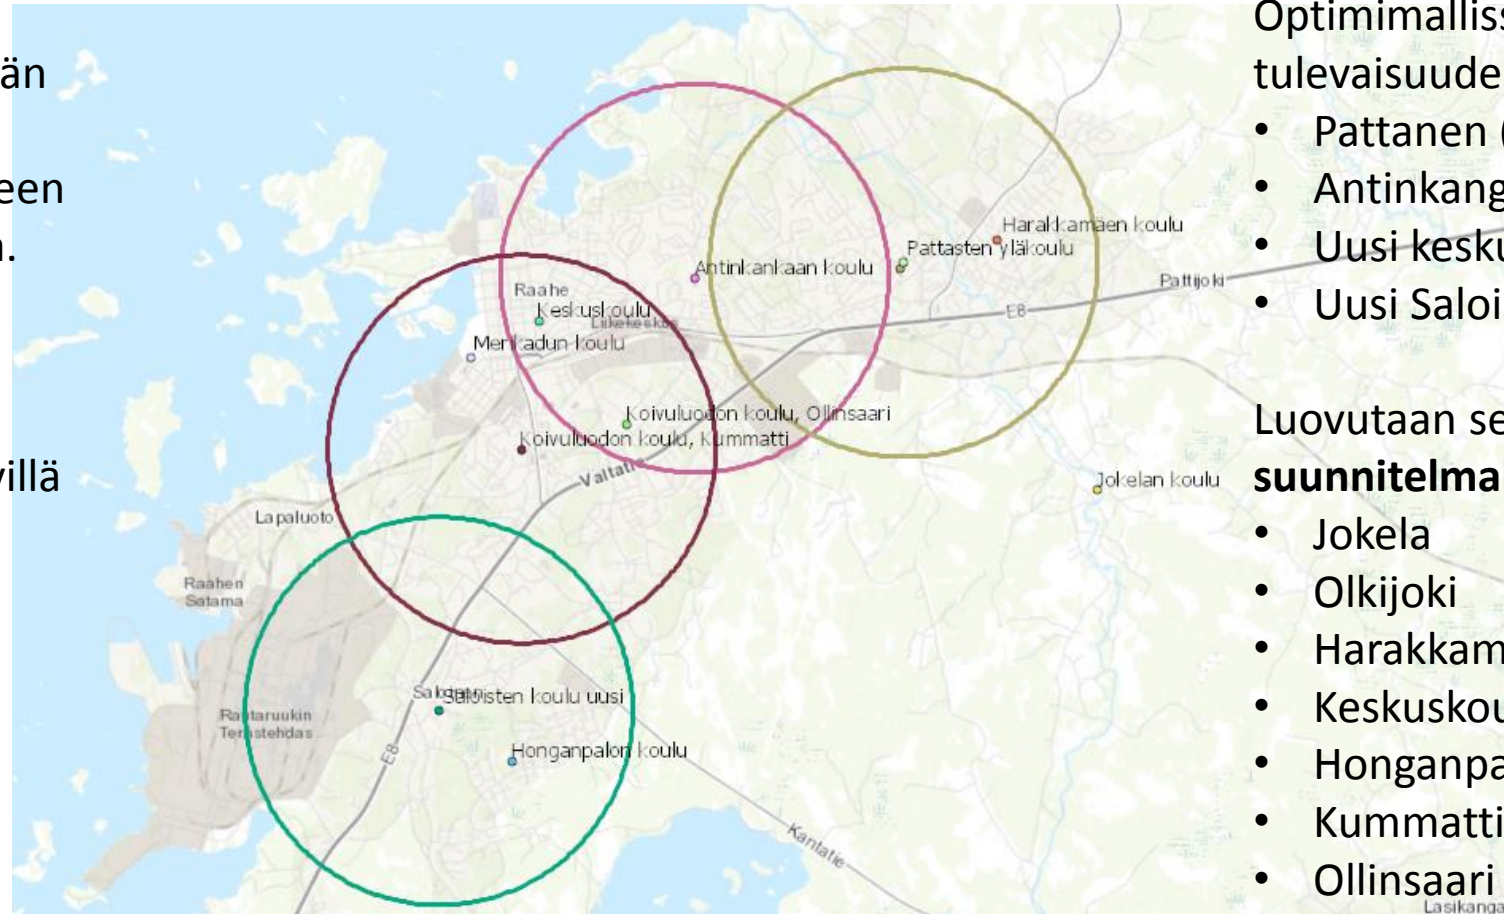 än
een
n.
villä
Raahe
Keskuskoulu
Liikekeskus
Merikadun koulu
Antinkankaan koulu
Harakkamäen koulu
Pattasten yläkoulu
Pattijoki
E8
Koivuluodon koulu, Ollinsaari
Koivuluodon koulu, Kummatti
Valtatie
Jokelan koulu
Lapaluoto
Raahen
Satama
Rautaruukin
Terästehdas
Saloisten koulu uusi
E8
Honganpalon koulu
Kantatie
Optimimalliss
tulevaisuude
• Pattanen (
• Antinkang
• Uusi kesku
• Uusi Saloi
Luovutaan se
suunnitelma
• Jokela
• Olkijoki
• Harakkam
• Keskuskou
• Honganpa
• Kummatti
• Ollinsaari
Lasikanga